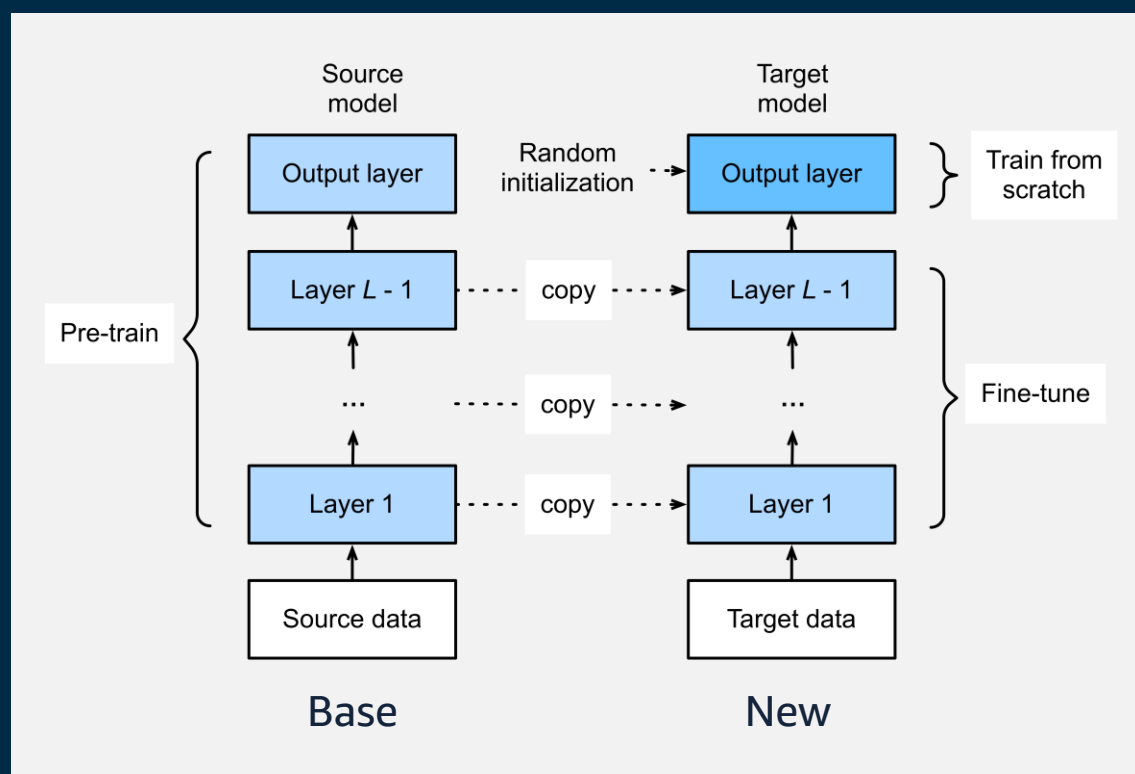 Source
model
Target
model
Output layer
Random
initialization
Output layer
Train from
scratch
Layer L - 1
copy
Layer L - 1
Pre-train
...
copy
...
Fine-tune
Layer 1
copy
Layer 1
Source data
Target data
Base
New